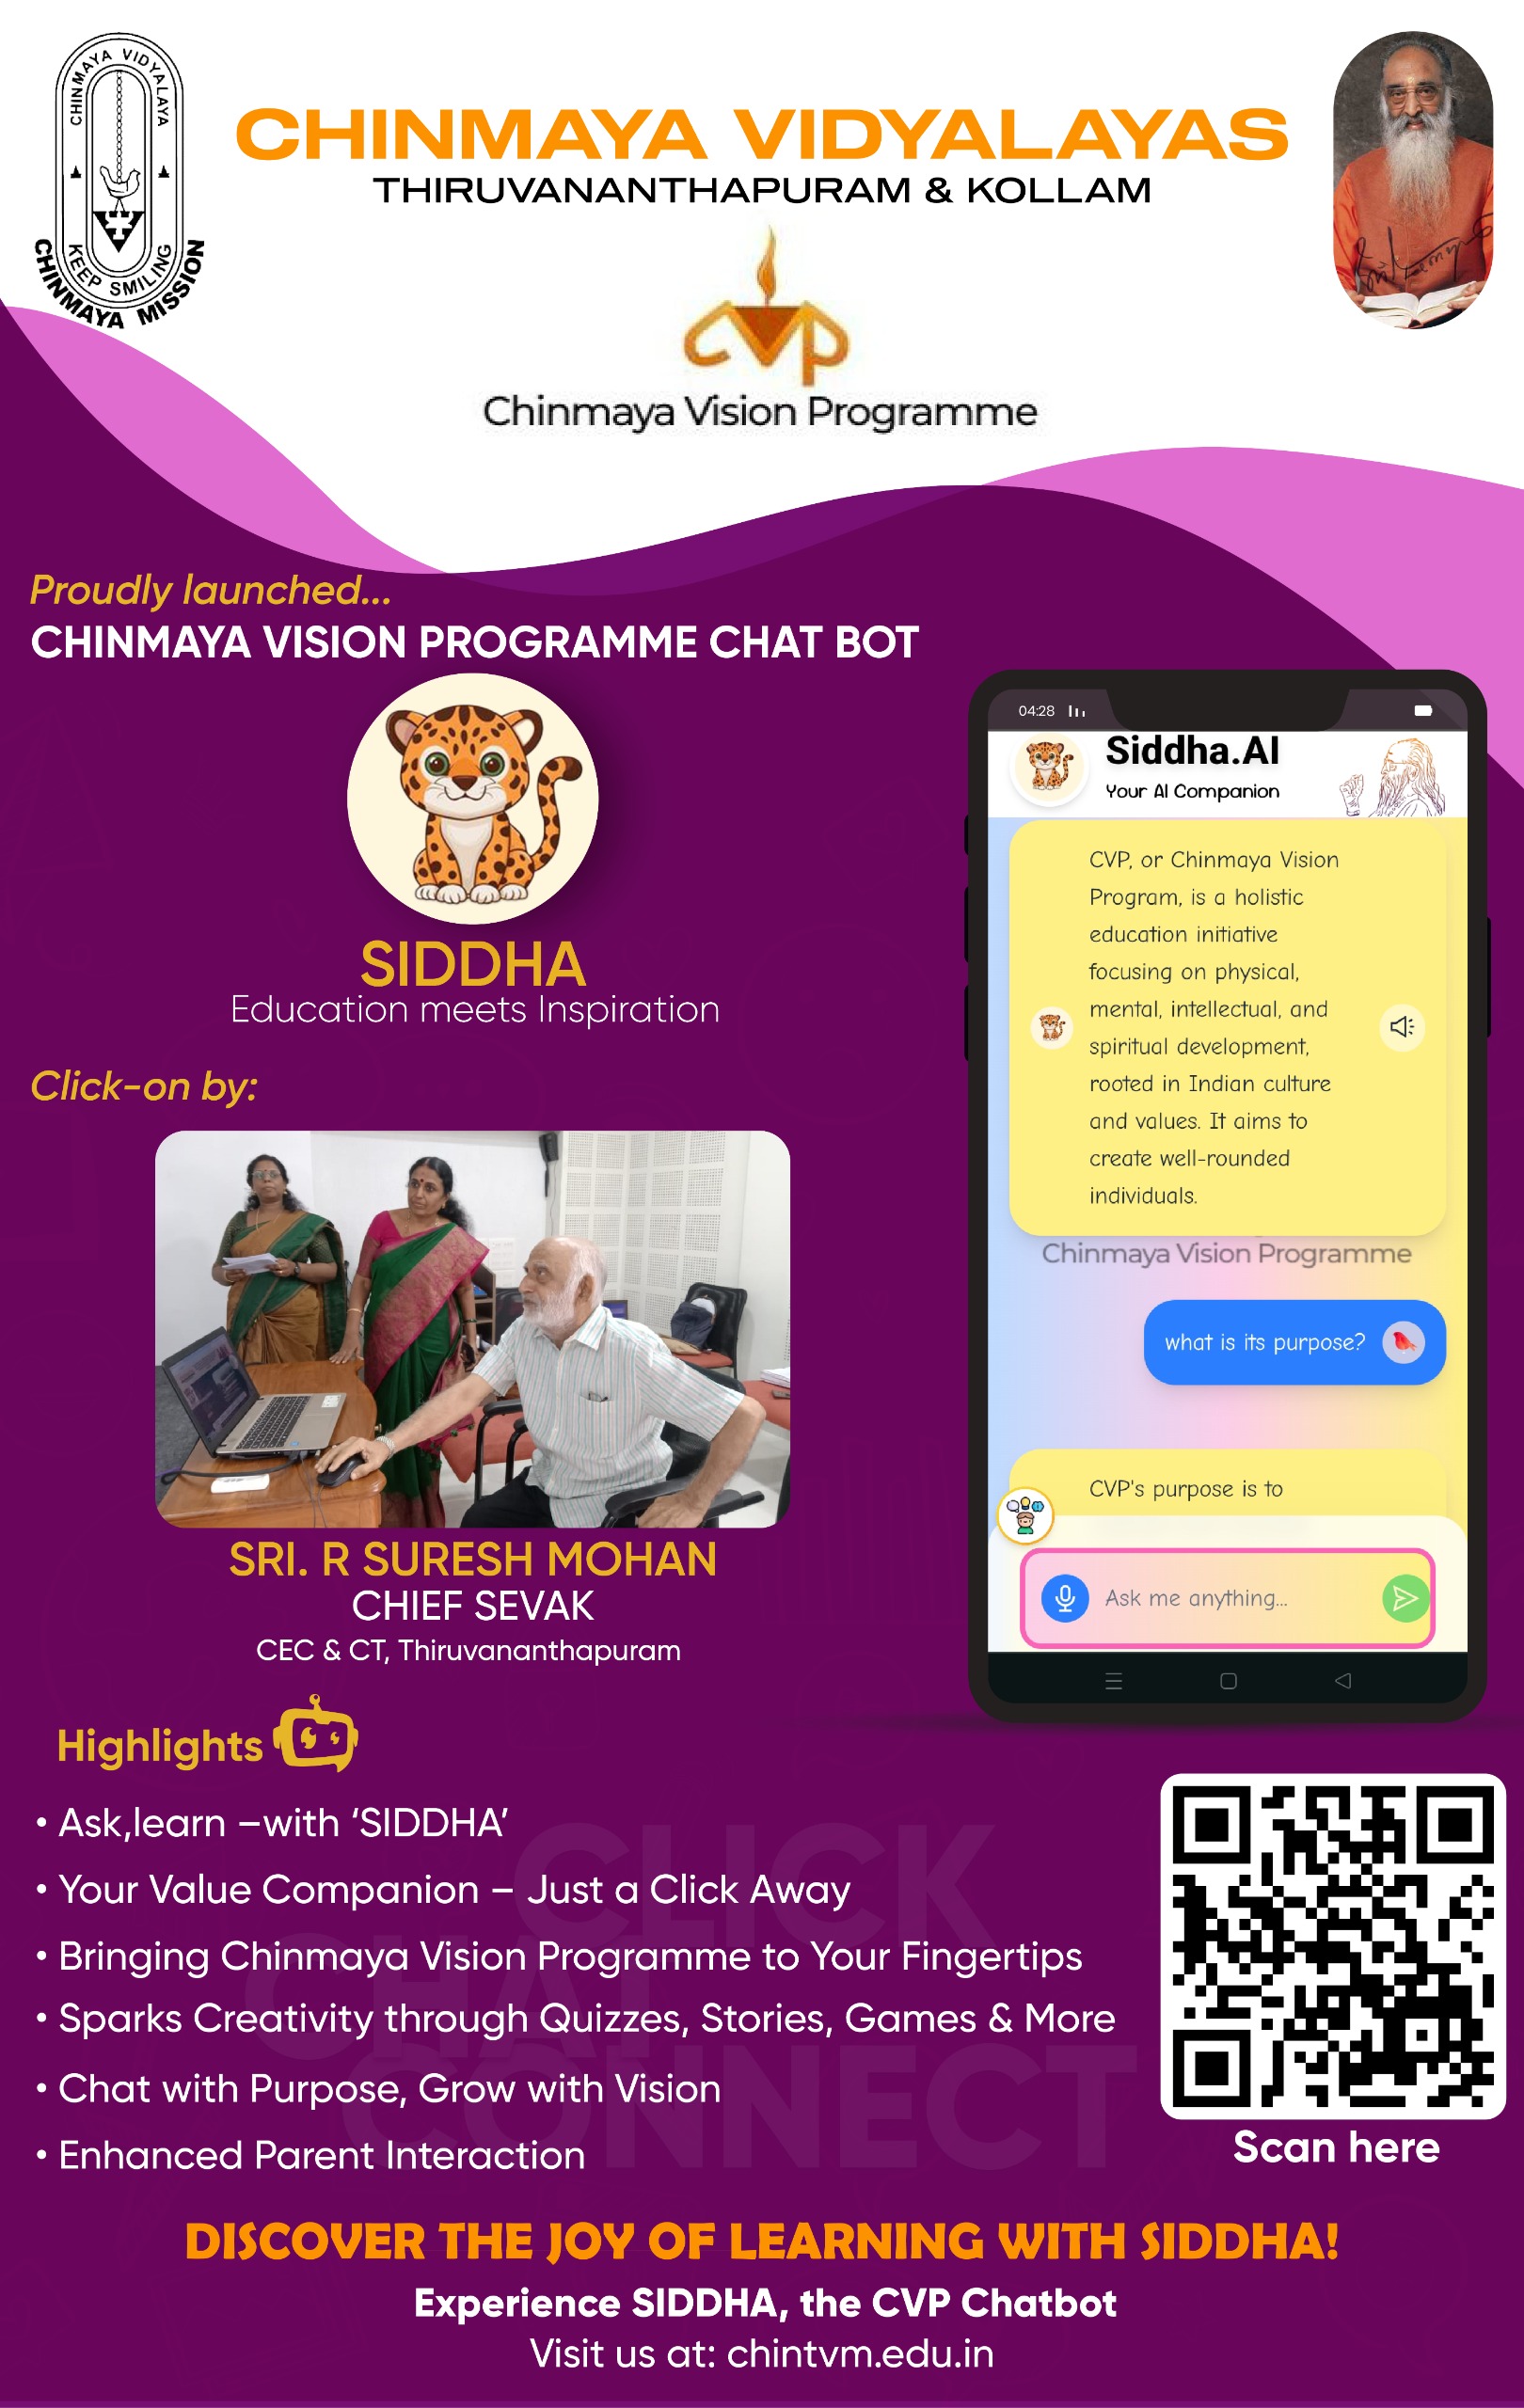 CHINMAYA VIDYALAYA
KEEP SMILING
CHINMAYA MISSION
CHINMAYA VIDYALAYAS
THIRUVANANTHAPURAM & KOLLAM
cvp
Chinmaya Vision Programme
Proudly launched...
CHINMAYA VISION PROGRAMME CHAT BOT
SIDDHA
Education meets Inspiration
Click-on by:
SRI. R SURESH MOHAN
CHIEF SEVAK
CEC & CT, Thiruvananthapuram
04:28
Siddha.AI
Your AI Companion
CVP, or Chinmaya Vision
Program, is a holistic
education initiative
focusing on physical,
mental, intellectual, and
spiritual development,
rooted in Indian culture
and values. It aims to
create well-rounded
individuals.
Chinmaya Vision Programme
what is its purpose?
CVP's purpose is to
Ask me anything...
Highlights
• Ask,learn –with ‘SIDDHA’
• Your Value Companion – Just a Click Away
• Bringing Chinmaya Vision Programme to Your Fingertips
• Sparks Creativity through Quizzes, Stories, Games & More
• Chat with Purpose, Grow with Vision
• Enhanced Parent Interaction
CLICK
CHAT
CONNECT
Scan here
DISCOVER THE JOY OF LEARNING WITH SIDDHA!
Experience SIDDHA, the CVP Chatbot
Visit us at: chintvm.edu.in